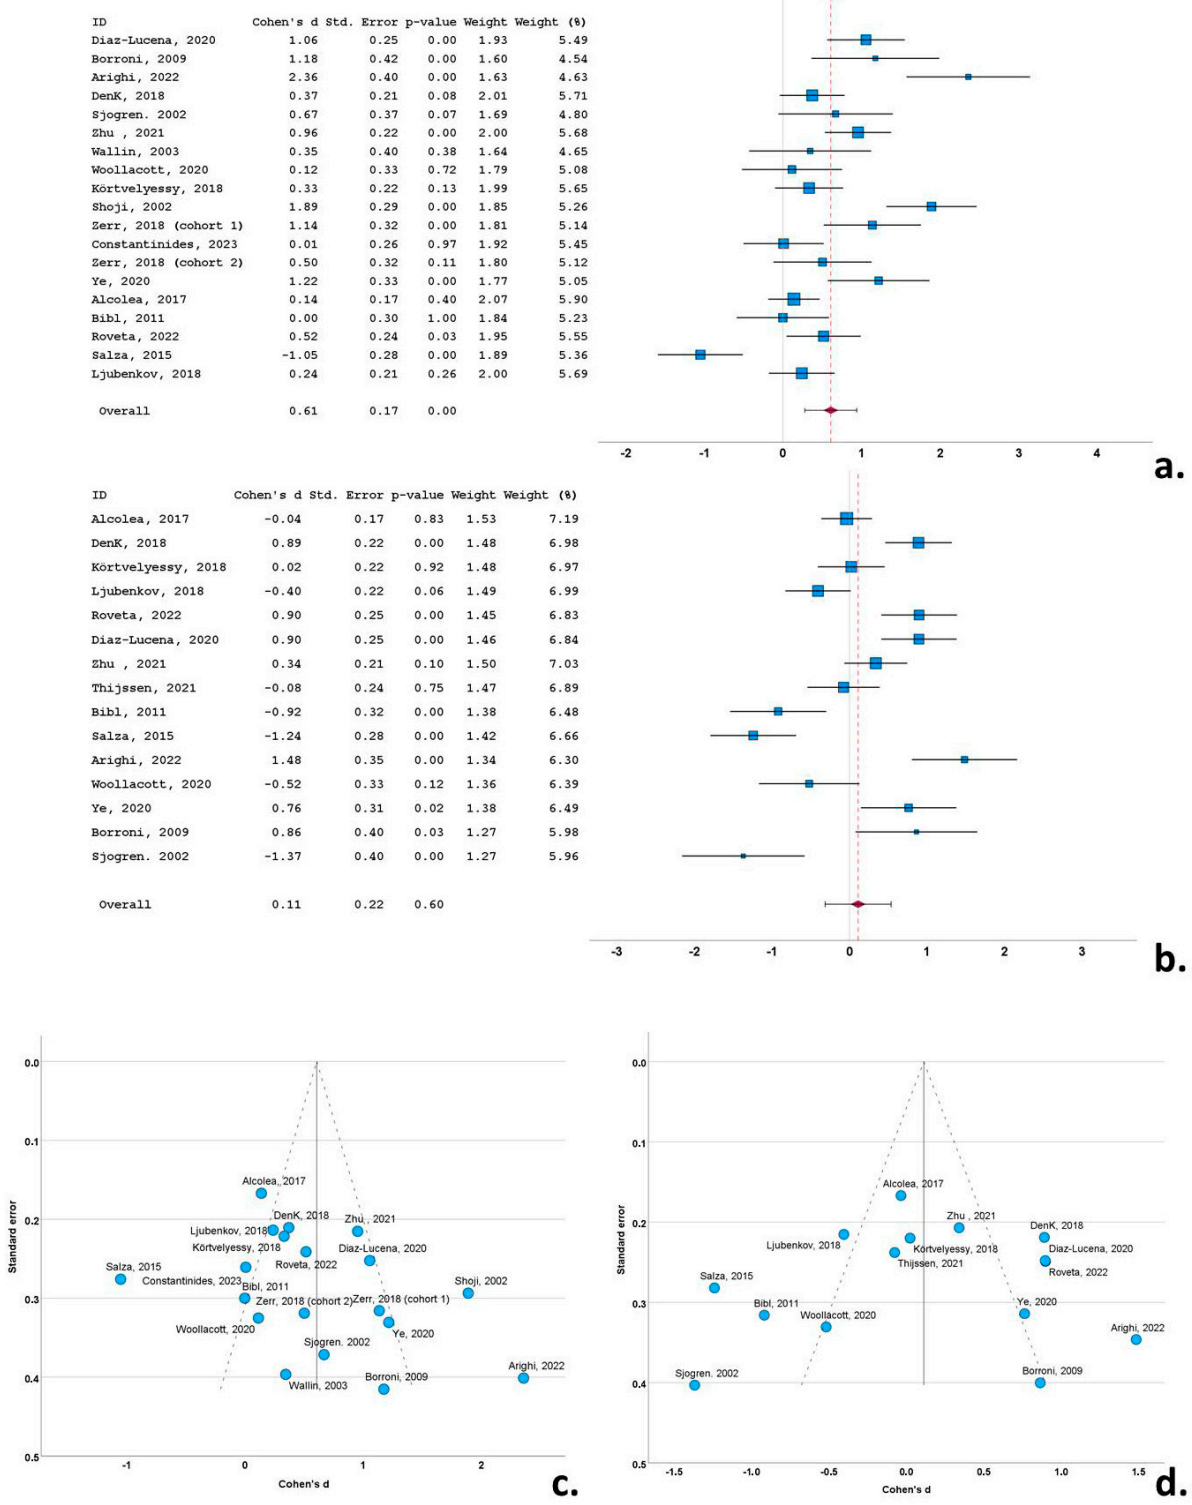 ID Cohen's d Std. Error p-value Weight Weight (%)
Diaz-Lucena, 2020 1.06 0.25 0.00 1.93 5.49
Borroni, 2009 1.18 0.42 0.00 1.60 4.54
Arighi, 2022 2.36 0.40 0.00 1.63 4.63
DenK, 2018 0.37 0.21 0.08 2.01 5.71
Sjogren. 2002 0.67 0.37 0.07 1.69 4.80
Zhu , 2021 0.96 0.22 0.00 2.00 5.68
Wallin, 2003 0.35 0.40 0.38 1.64 4.65
Woollacott, 2020 0.12 0.33 0.72 1.79 5.08
Körtvelyessy, 2018 0.33 0.22 0.13 1.99 5.65
Shoji, 2002 1.89 0.29 0.00 1.85 5.26
Zerr, 2018 (cohort 1) 1.14 0.32 0.00 1.81 5.14
Constantinides, 2023 0.01 0.26 0.97 1.92 5.45
Zerr, 2018 (cohort 2) 0.50 0.32 0.11 1.80 5.12
Ye, 2020 1.22 0.33 0.00 1.77 5.05
Alcolea, 2017 0.14 0.17 0.40 2.07 5.90
Bibl, 2011 0.00 0.30 1.00 1.84 5.23
Roveta, 2022 0.52 0.24 0.03 1.95 5.55
Salza, 2015 -1.05 0.28 0.00 1.89 5.36
Ljubenkov, 2018 0.24 0.21 0.26 2.00 5.69
Overall 0.61 0.17 0.00
-2 -1 0 1 2 3 4
a.
ID Cohen's d Std. Error p-value Weight Weight (%)
Alcolea, 2017 -0.04 0.17 0.83 1.53 7.19
DenK, 2018 0.89 0.22 0.00 1.48 6.98
Körtvelyessy, 2018 0.02 0.22 0.92 1.48 6.97
Ljubenkov, 2018 -0.40 0.22 0.06 1.49 6.99
Roveta, 2022 0.90 0.25 0.00 1.45 6.83
Diaz-Lucena, 2020 0.90 0.25 0.00 1.46 6.84
Zhu , 2021 0.34 0.21 0.10 1.50 7.03
Thijssen, 2021 -0.08 0.24 0.75 1.47 6.89
Bibl, 2011 -0.92 0.32 0.00 1.38 6.48
Salza, 2015 -1.24 0.28 0.00 1.42 6.66
Arighi, 2022 1.48 0.35 0.00 1.34 6.30
Woollacott, 2020 -0.52 0.33 0.12 1.36 6.39
Ye, 2020 0.76 0.31 0.02 1.38 6.49
Borroni, 2009 0.86 0.40 0.03 1.27 5.98
Sjogren. 2002 -1.37 0.40 0.00 1.27 5.96
Overall 0.11 0.22 0.60
-3 -2 -1 0 1 2 3
b.
Standard error
0.0
0.1
0.2
0.3
0.4
0.5
Alcolea, 2017
DenK, 2018
Zhu , 2021
Ljubenkov, 2018
Körtvelyessy, 2018
Diaz-Lucena, 2020
Roveta, 2022
Salza, 2015
Constantinides, 2023
Shoji, 2002
Bibl, 2011
Zerr, 2018 (cohort 2)
Zerr, 2018 (cohort 1)
Woollacott, 2020
Ye, 2020
Sjogren. 2002
Arighi, 2022
Wallin, 2003
Borroni, 2009
-1 0 1 2
Cohen's d
c.
Standard error
0.0
0.1
0.2
0.3
0.4
0.5
Alcolea, 2017
Zhu , 2021
DenK, 2018
Ljubenkov, 2018
Körtvelyessy, 2018
Diaz-Lucena, 2020
Thijssen, 2021
Roveta, 2022
Salza, 2015
Bibl, 2011
Ye, 2020
Woollacott, 2020
Arighi, 2022
Sjogren. 2002
Borroni, 2009
-1.5 -1.0 -0.5 0.0 0.5 1.0 1.5
Cohen's d
d.